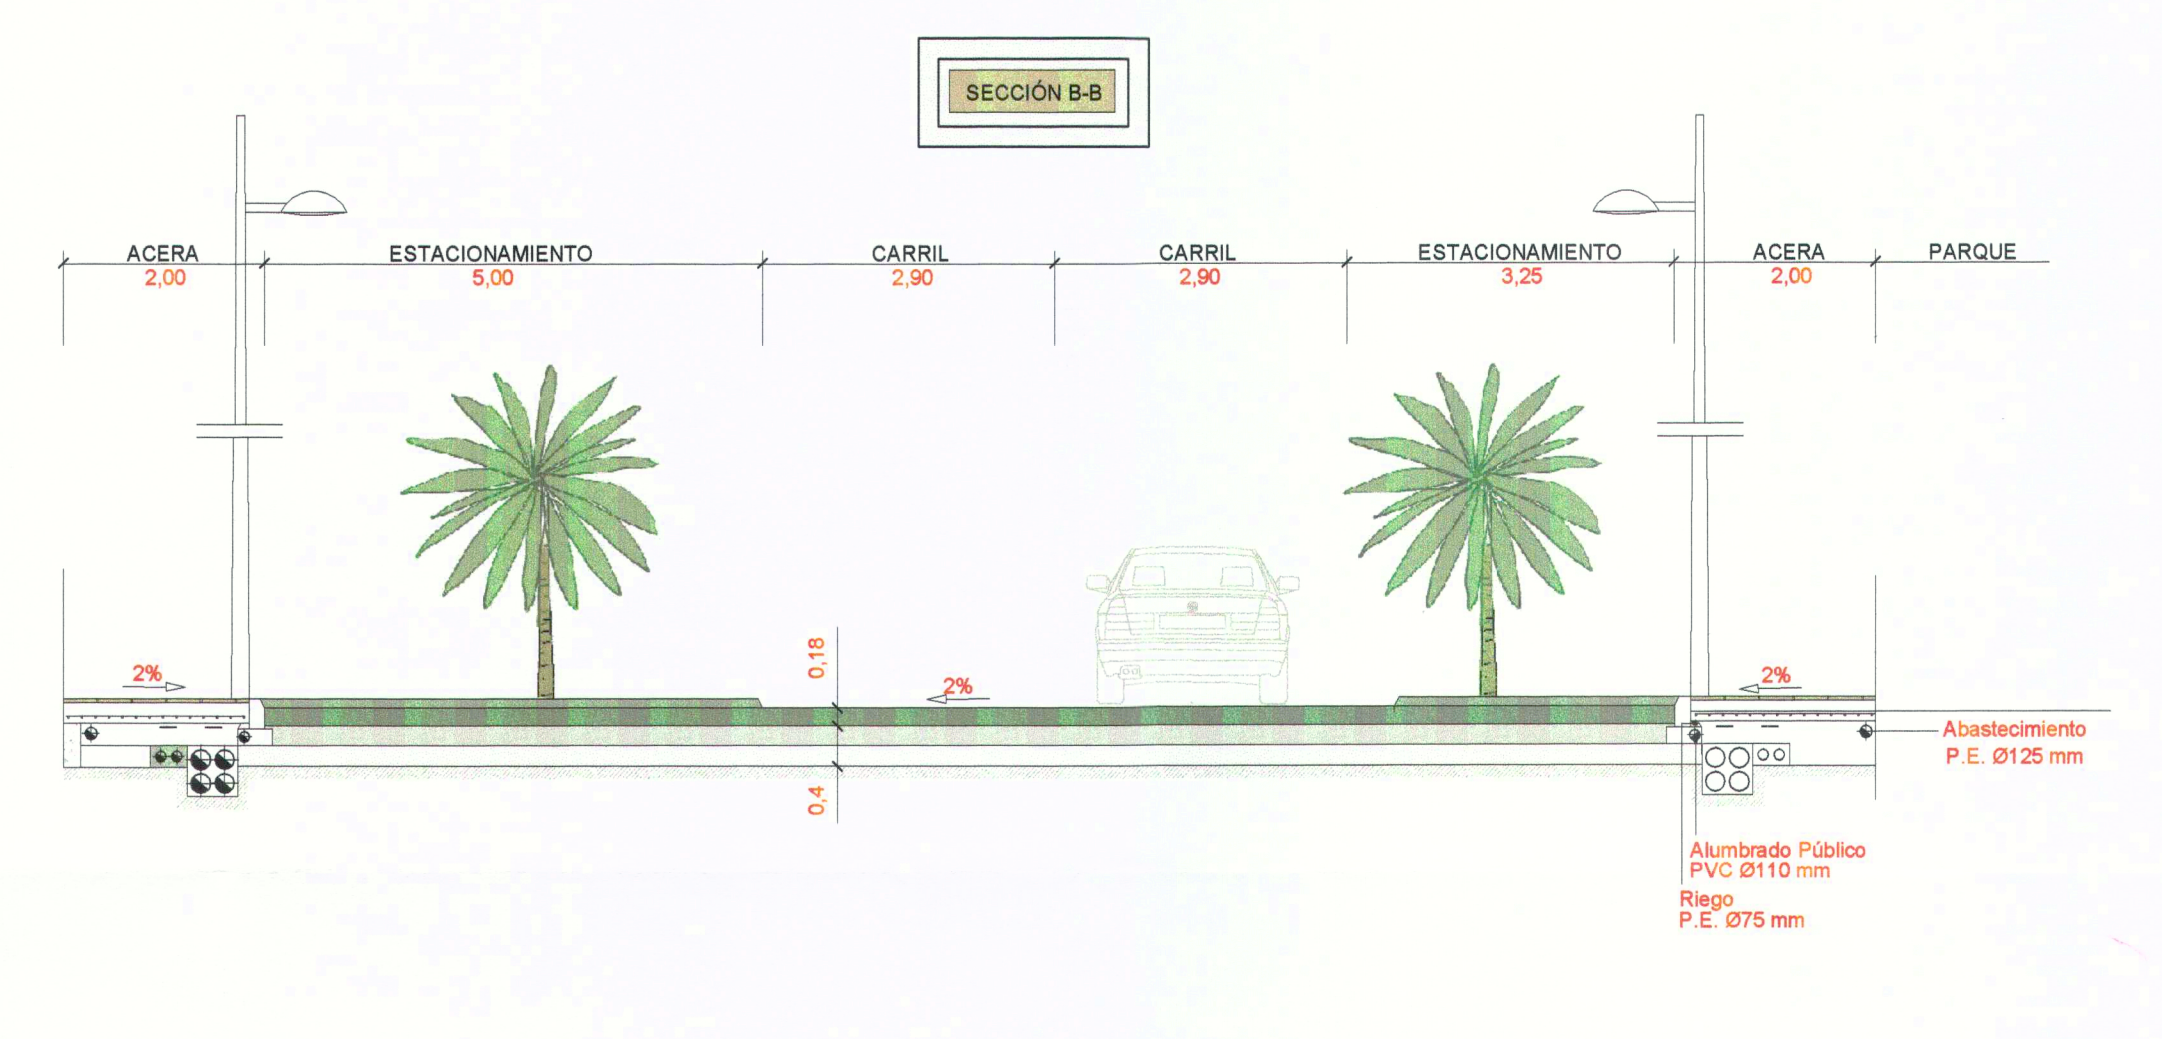 SECCIÓN B-B
ACERA
2,00
ESTACIONAMIENTO
5,00
CARRIL
2,90
CARRIL
2,90
ESTACIONAMIENTO
3,25
ACERA
2,00
PARQUE
2%
0,18
2%
2%
0,4
Abastecimiento
P.E. Ø125 mm
Alumbrado Público
PVC Ø110 mm
Riego
P.E. Ø75 mm